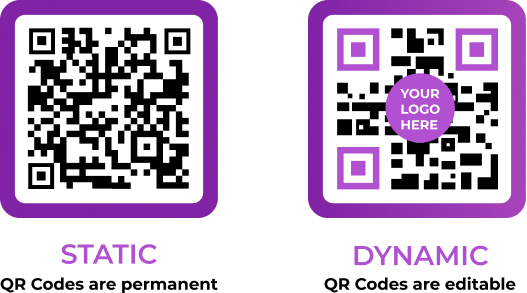 YOUR
LOGO
HERE
STATIC
QR Codes are permanent
DYNAMIC
QR Codes are editable